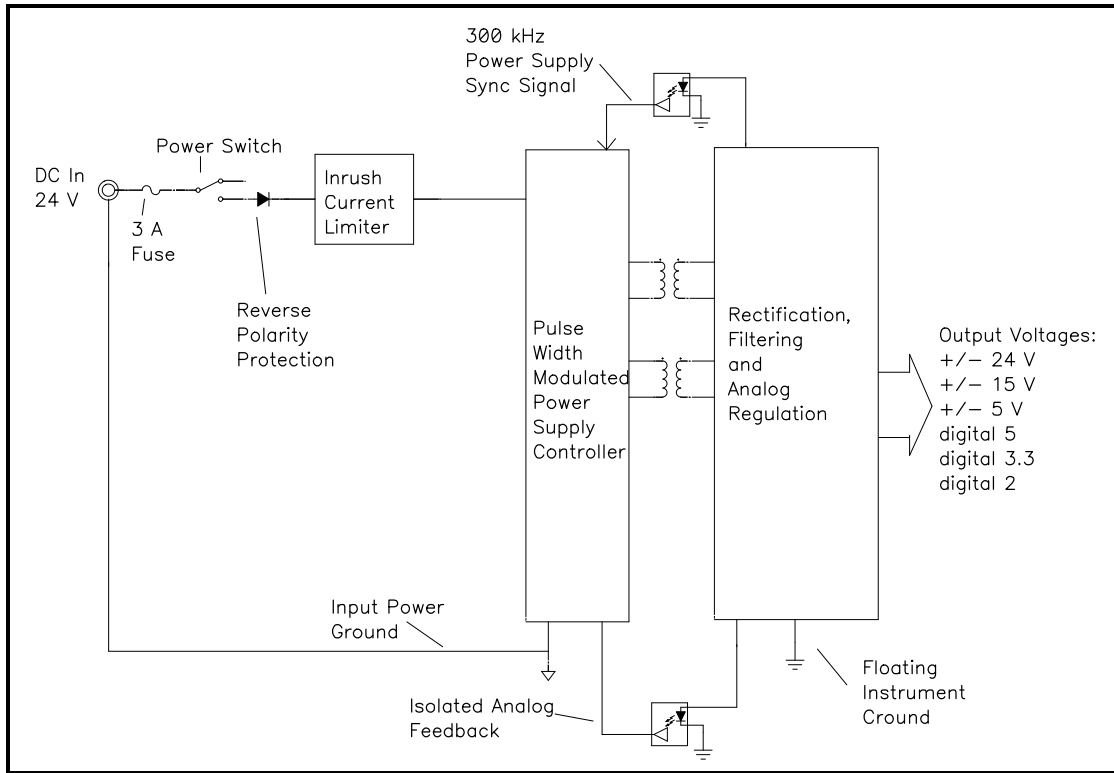 300 kHz
Power Supply
Sync Signal
Power Switch
DC In
24 V
3 A
Fuse
Inrush
Current
Limiter
Reverse
Polarity
Protection
Pulse
Width
Modulated
Power
Supply
Controller
Rectification,
Filtering
and
Analog
Regulation
Output Voltages:
+/- 24 V
+/- 15 V
+/- 5 V
digital 5
digital 3.3
digital 2
Input Power
Ground
Isolated Analog
Feedback
Floating
Instrument
Cround